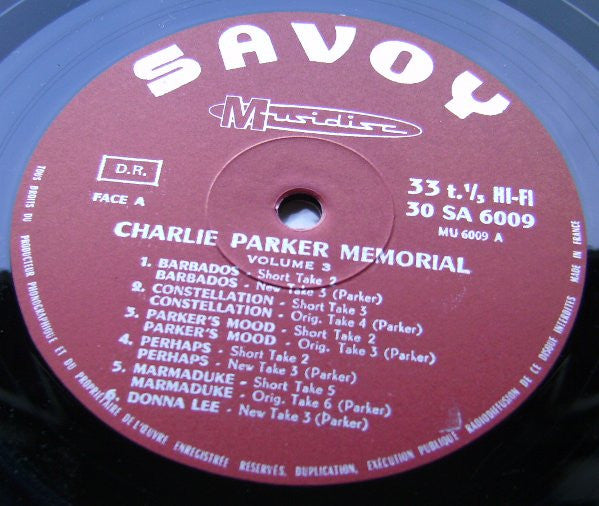 SAVOY
Musidisc
D.R.
FACE A
33 t. 1/3 HI-FI
30 SA 6009
MU 6009 A
CHARLIE PARKER MEMORIAL
VOLUME 3
1. BARBADOS - Short Take 2
BARBADOS - New Take 3 (Parker)
2. CONSTELLATION - Short Take 3
CONSTELLATION - Orig. Take 4 (Parker)
3. PARKER'S MOOD - Short Take 2
PARKER'S MOOD - Orig. Take 3 (Parker)
4. PERHAPS - Short Take 2
PERHAPS - New Take 3 (Parker)
5. MARMADUKE - Short Take 5
MARMADUKE - Orig. Take 6 (Parker)
6. DONNA LEE - New Take 3 (Parker)
TOUS DROITS DU PRODUCTEUR PHONOGRAPHIQUE ET DU PROPRIÉTAIRE DE L'ŒUVRE ENREGISTRÉE RÉSERVÉS. DUPLICATION, EXÉCUTION PUBLIQUE RADIODIFFUSION DE CE DISQUE INTERDITES MADE IN FRANCE